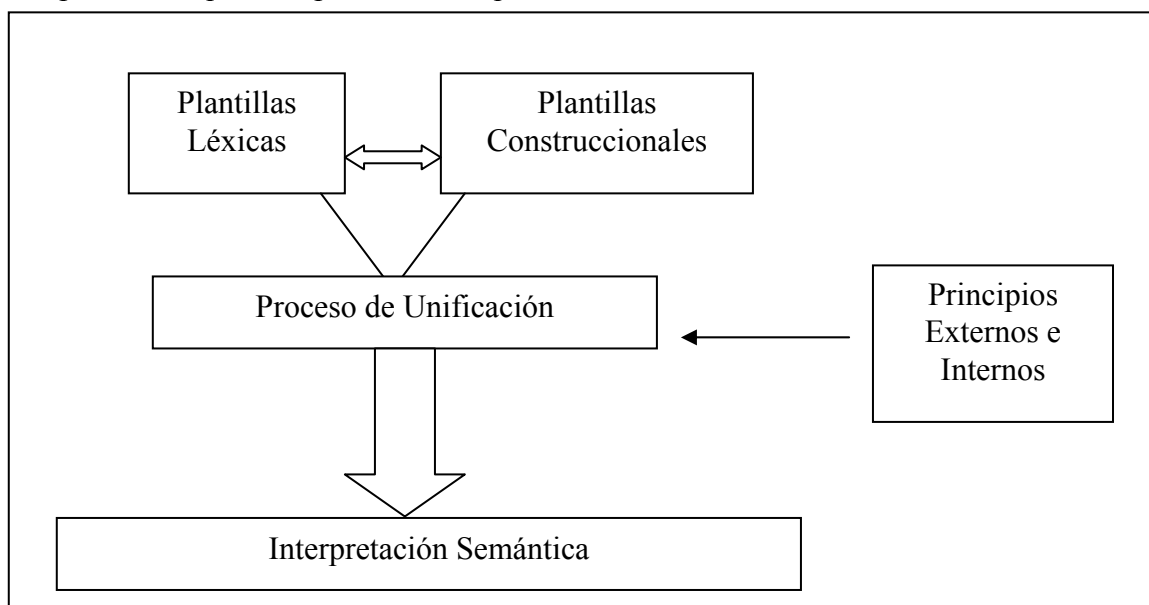 Plantillas
Léxicas
Plantillas
Construccionales
Proceso de Unificación
Principios
Externos e
Internos
Interpretación Semántica